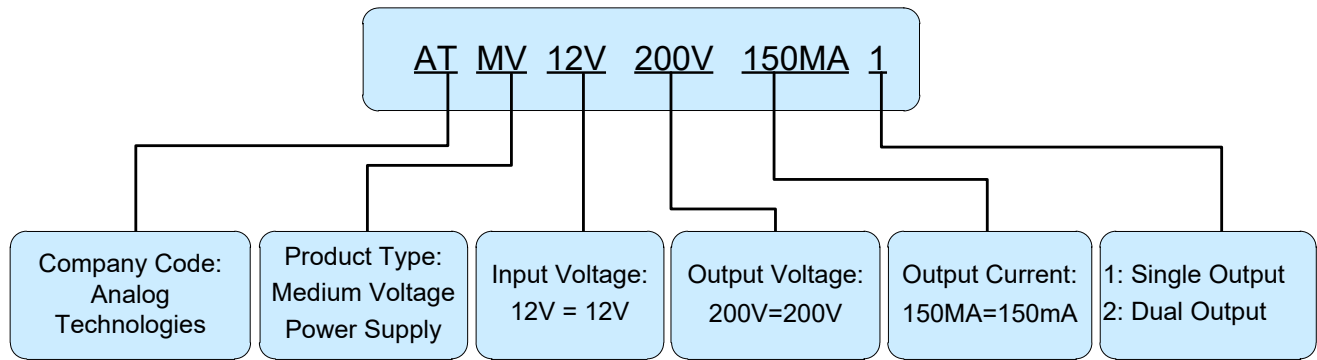 AT MV 12V 200V 150MA 1
Company Code:
Analog
Technologies
Product Type:
Medium Voltage
Power Supply
Input Voltage:
12V = 12V
Output Voltage:
200V=200V
Output Current:
150MA=150mA
1: Single Output
2: Dual Output